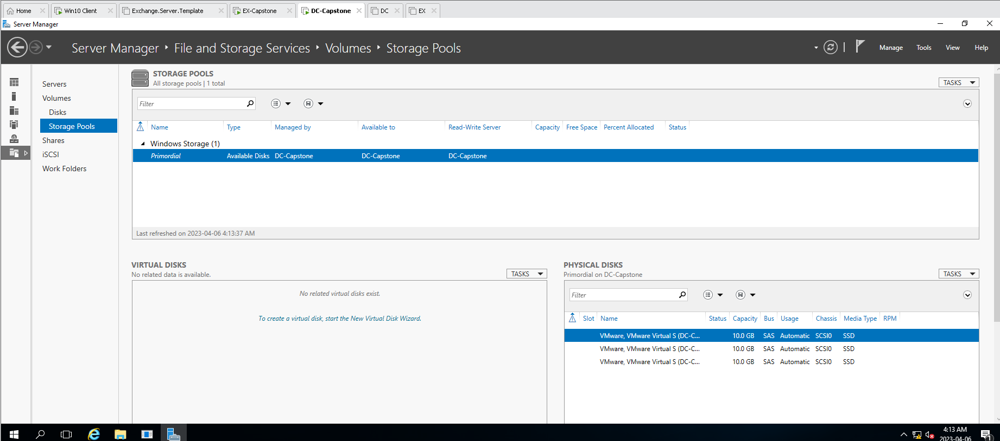 Home
Win10 Client
Exchange.Server.Template
EX-Capstone
DC-Capstone
DC
EX
Server Manager
Server Manager ‣ File and Storage Services ‣ Volumes ‣ Storage Pools
Manage Tools View Help
Servers
Volumes
Disks
Storage Pools
Shares
iSCSI
Work Folders
STORAGE POOLS
All storage pools | 1 total
TASKS
Filter
Name Type Managed by Available to Read-Write Server Capacity Free Space Percent Allocated Status
Windows Storage (1)
Primordial Available Disks DC-Capstone DC-Capstone DC-Capstone
Last refreshed on 2023-04-06 4:13:37 AM
VIRTUAL DISKS
No related data is available.
TASKS
No related virtual disks exist.
To create a virtual disk, start the New Virtual Disk Wizard.
PHYSICAL DISKS
Primordial on DC-Capstone
TASKS
Filter
Slot Name Status Capacity Bus Usage Chassis Media Type RPM
VMware, VMware Virtual S (DC-C... 10.0 GB SAS Automatic SCSI0 SSD
VMware, VMware Virtual S (DC-C... 10.0 GB SAS Automatic SCSI0 SSD
VMware, VMware Virtual S (DC-C... 10.0 GB SAS Automatic SCSI0 SSD
4:13 AM
2023-04-06
1